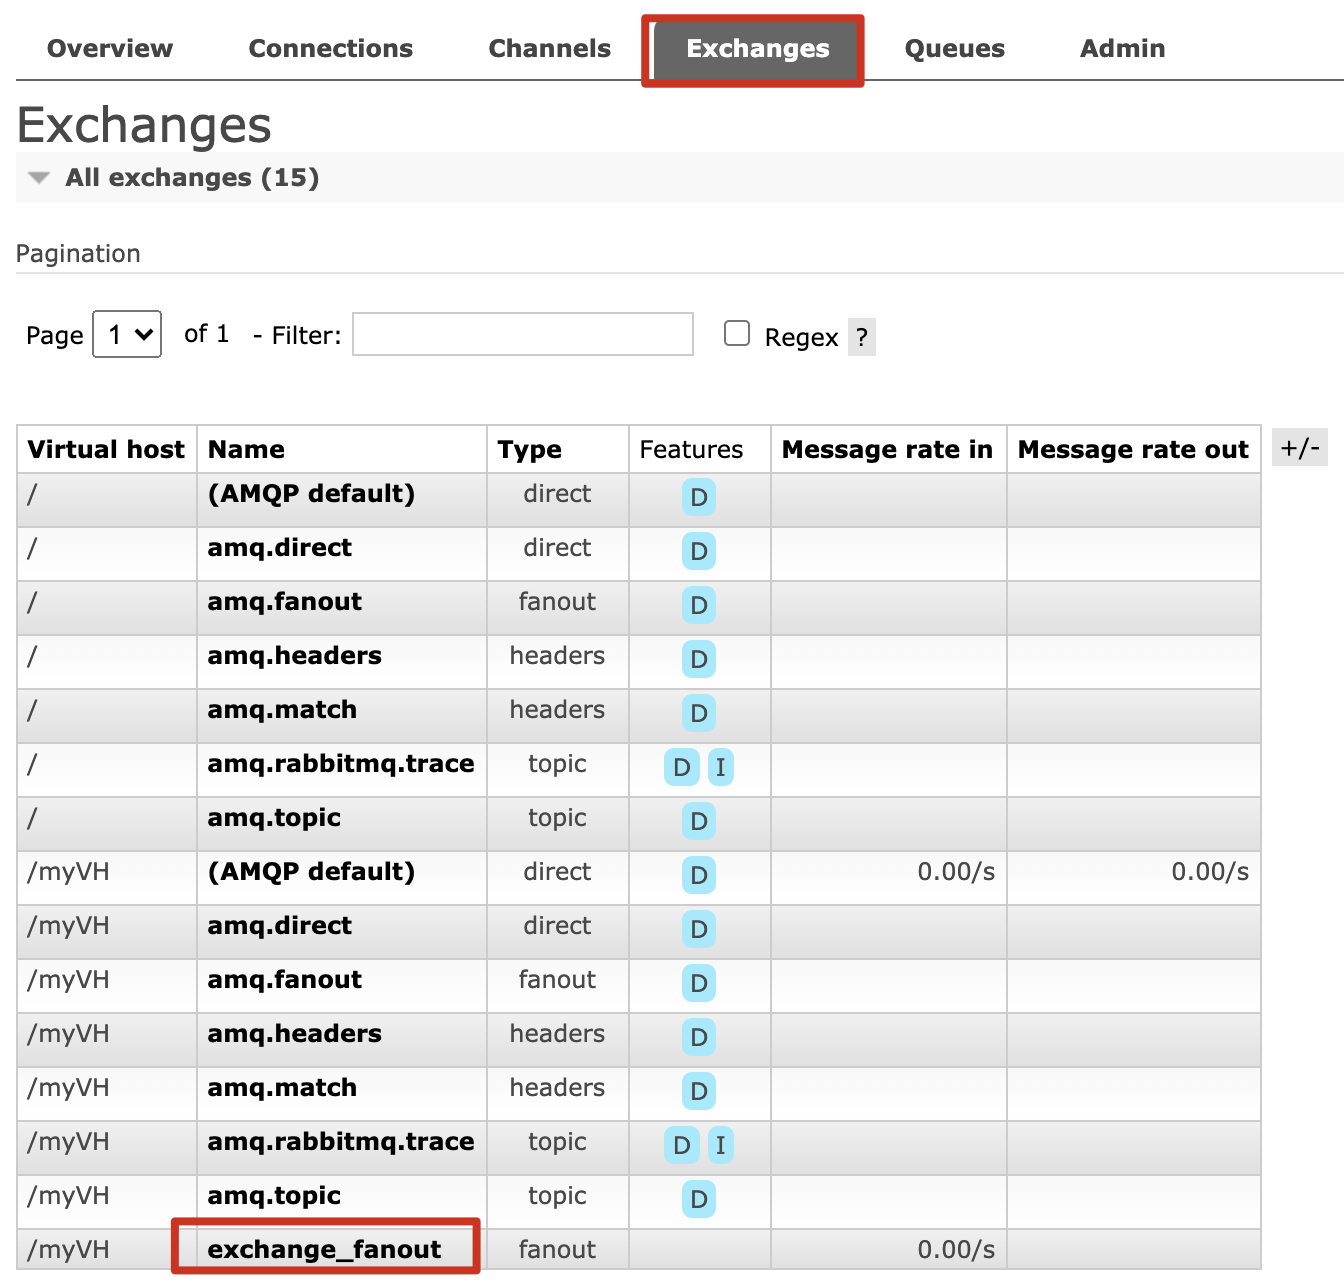 Overview Connections Channels Exchanges Queues Admin
Exchanges
All exchanges (15)
Pagination
Page 1 of 1 - Filter: Regex ?
Virtual host Name Type Features Message rate in Message rate out +/-
/ (AMQP default) direct D
/ amq.direct direct D
/ amq.fanout fanout D
/ amq.headers headers D
/ amq.match headers D
/ amq.rabbitmq.trace topic D I
/ amq.topic topic D
/myVH (AMQP default) direct D 0.00/s 0.00/s
/myVH amq.direct direct D
/myVH amq.fanout fanout D
/myVH amq.headers headers D
/myVH amq.match headers D
/myVH amq.rabbitmq.trace topic D I
/myVH amq.topic topic D
/myVH exchange_fanout fanout 0.00/s